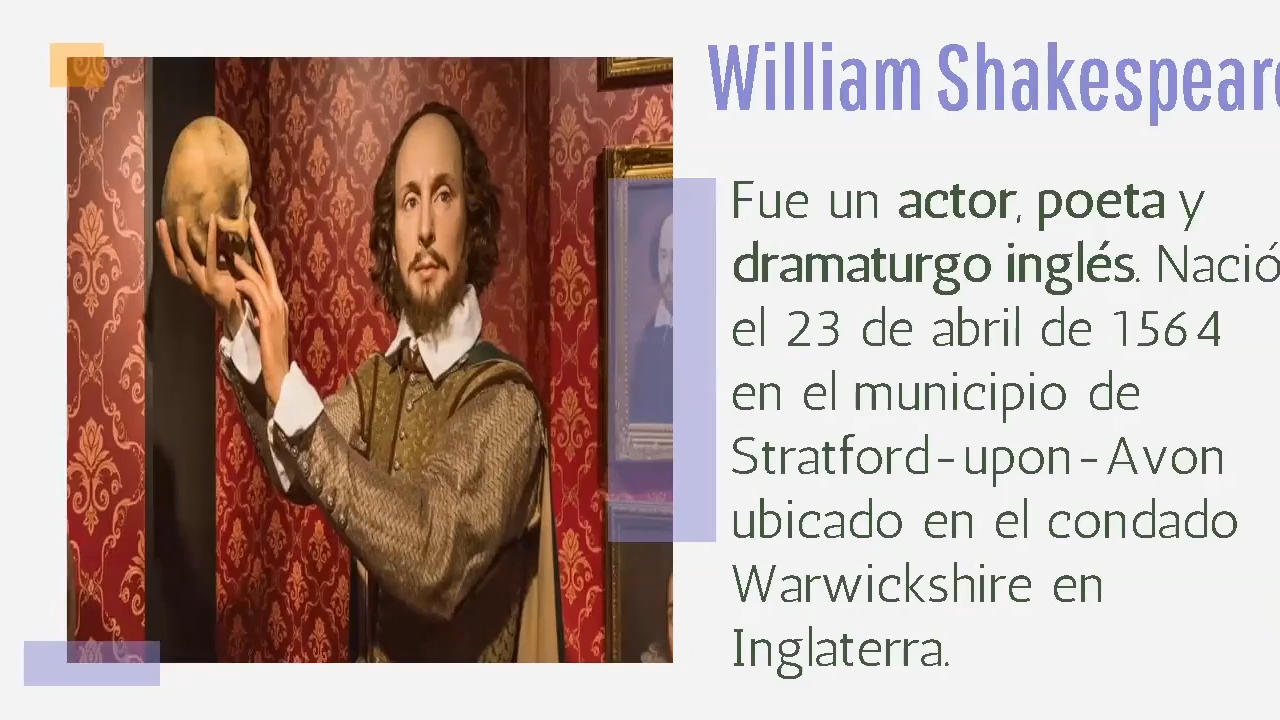 William Shakespeare
Fue un actor, poeta y
dramaturgo inglés. Nació
el 23 de abril de 1564
en el municipio de
Stratford-upon-Avon
ubicado en el condado
Warwickshire en
Inglaterra.